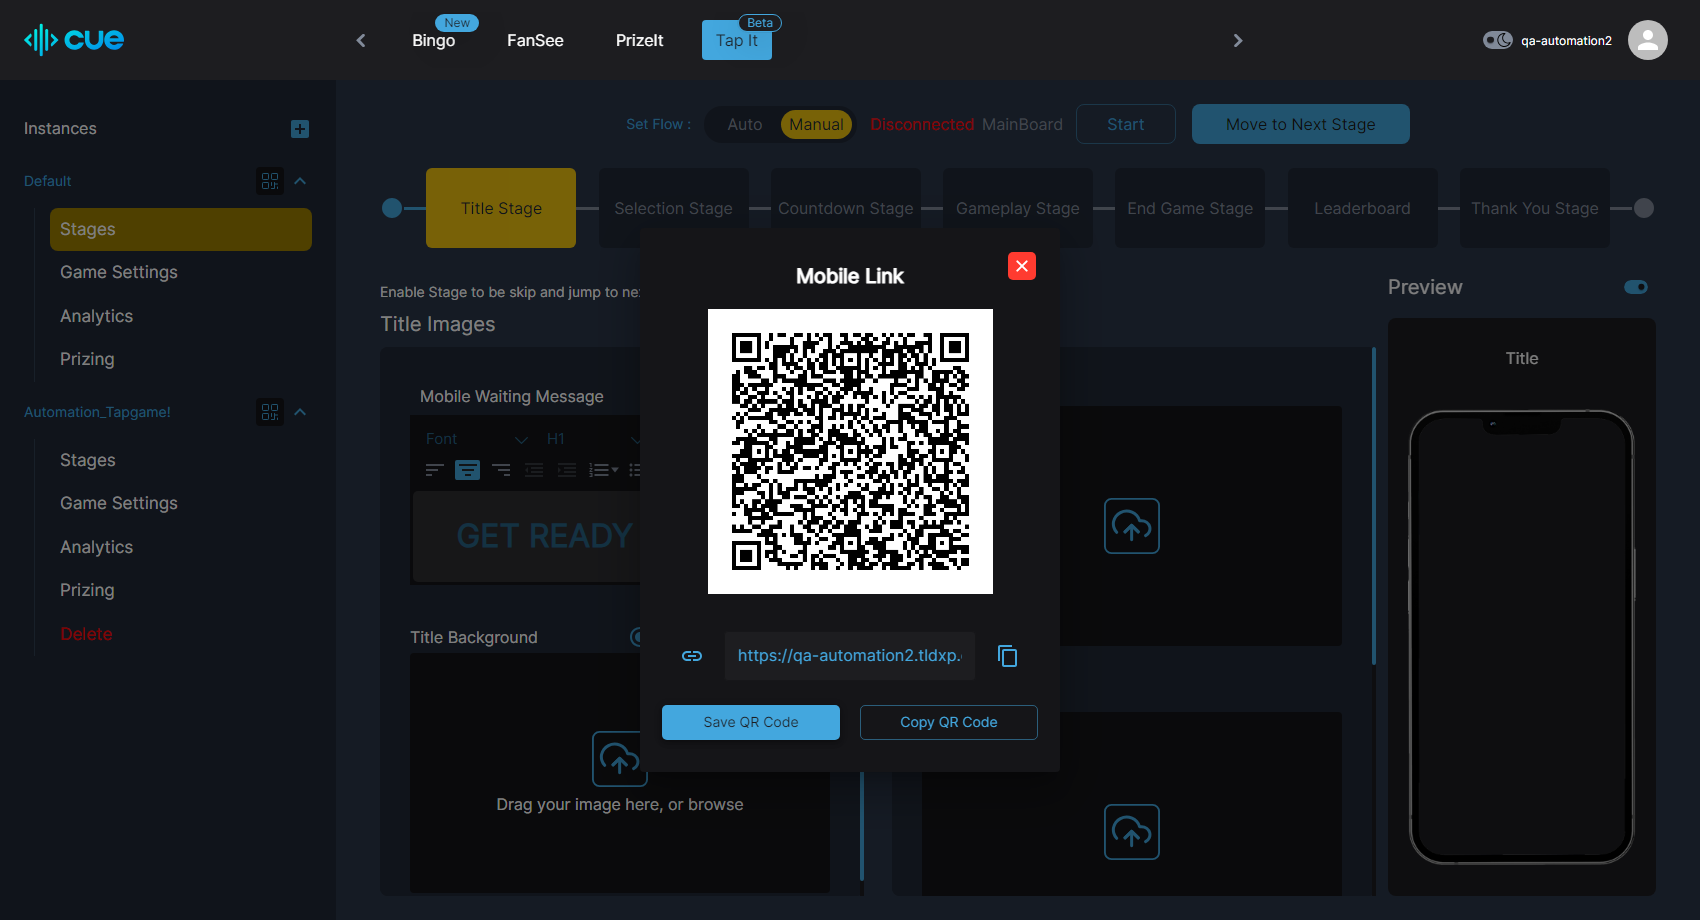 cue
New
Bingo
FanSee
PrizeIt
Beta
Tap It
qa-automation2
Instances
Default
Stages
Game Settings
Analytics
Prizing
Automation_Tapgame!
Stages
Game Settings
Analytics
Prizing
Delete
Set Flow :
Auto
Manual
Disconnected MainBoard
Start
Move to Next Stage
Title Stage
Selection Stage
Countdown Stage
Gameplay Stage
End Game Stage
Leaderboard
Thank You Stage
Enable Stage to be skip and jump to
Title Images
Mobile Waiting Message
Font
H1
GET READY
Title Background
Drag your image here, or browse
Mobile Link
https://qa-automation2.tldxp.
Save QR Code
Copy QR Code
Preview
Title